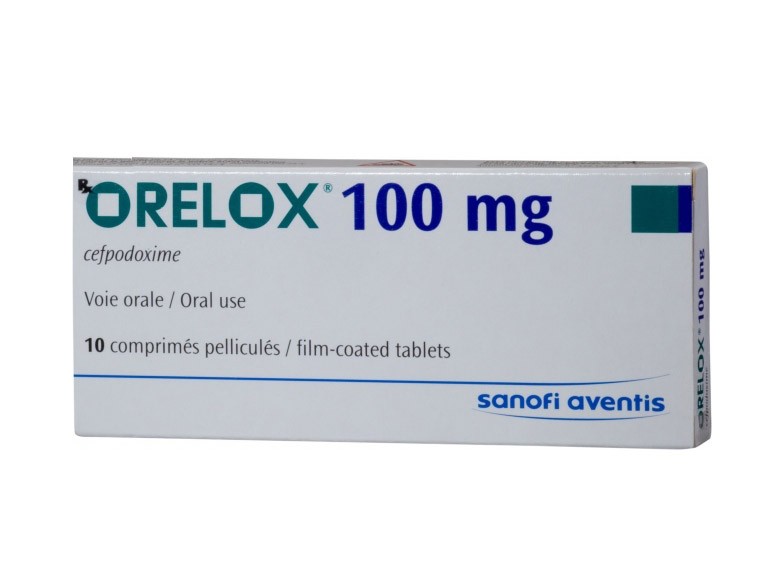 Rx ORELOX® 100 mg
cefpodoxime
Voie orale / Oral use
10 comprimés pelliculés / film-coated tablets
sanofi aventis
ORELOX® 100 mg
cefpodoxime